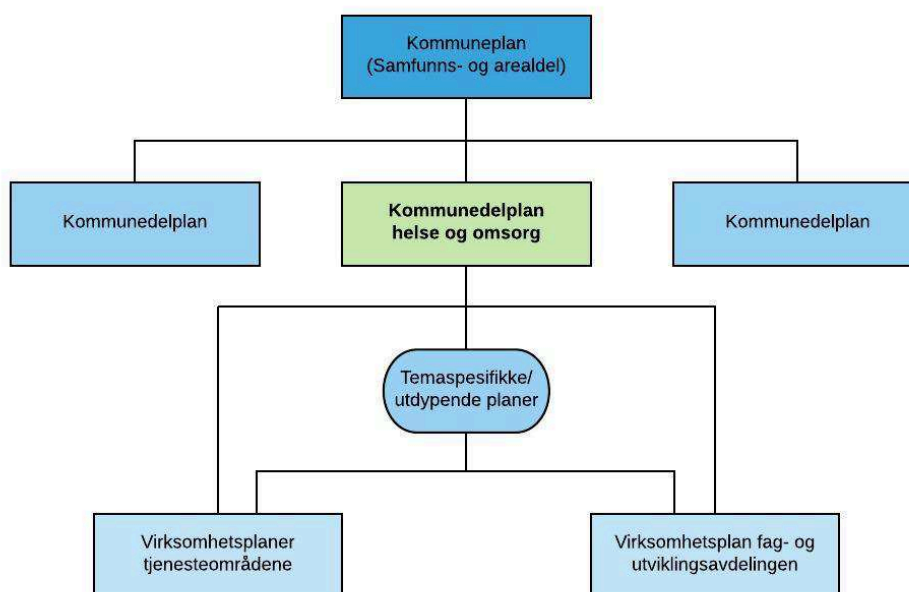 Kommuneplan
(Samfunns- og arealdel)
Kommunedelplan
Kommunedelplan
helse og omsorg
Kommunedelplan
Temaspesifikke/
utdypende planer
Virksomhetsplaner
tjenesteområdene
Virksomhetsplan fag- og
utviklingsavdelingen